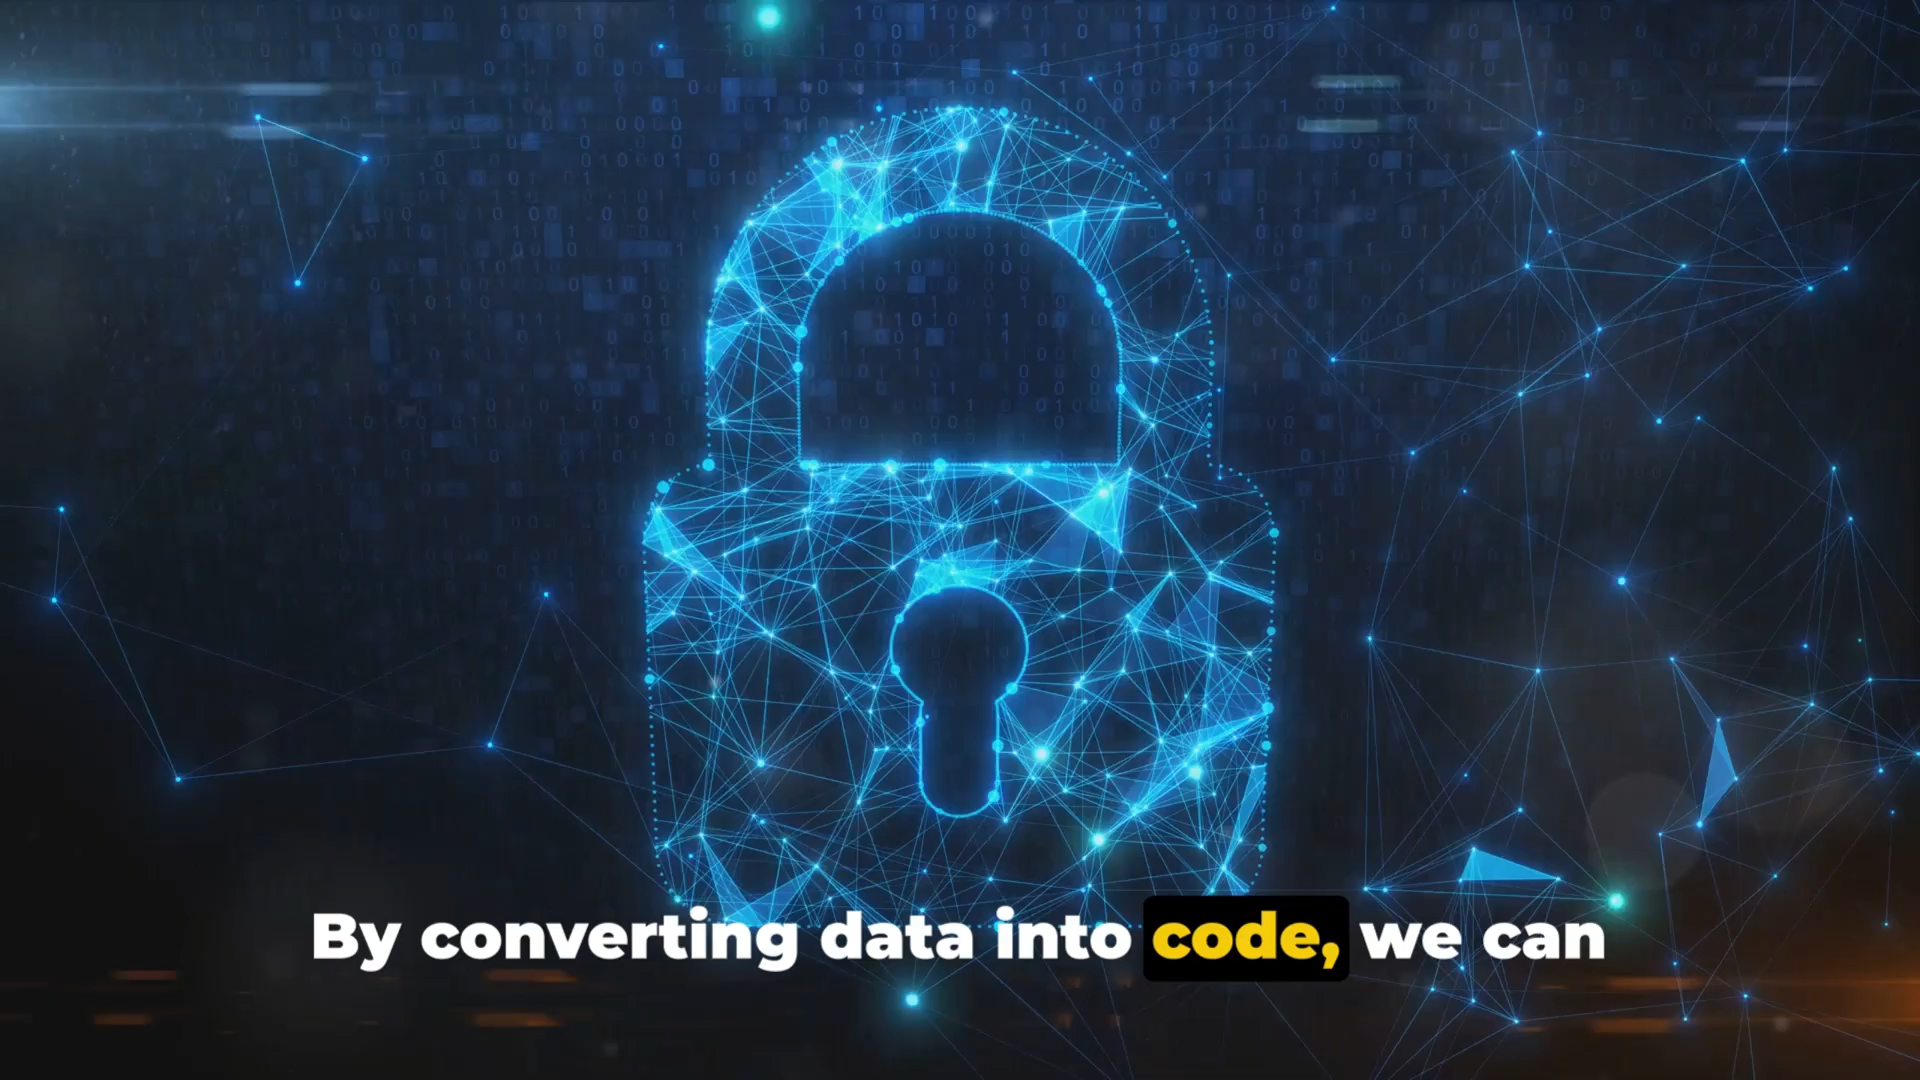 By converting data into code, we can